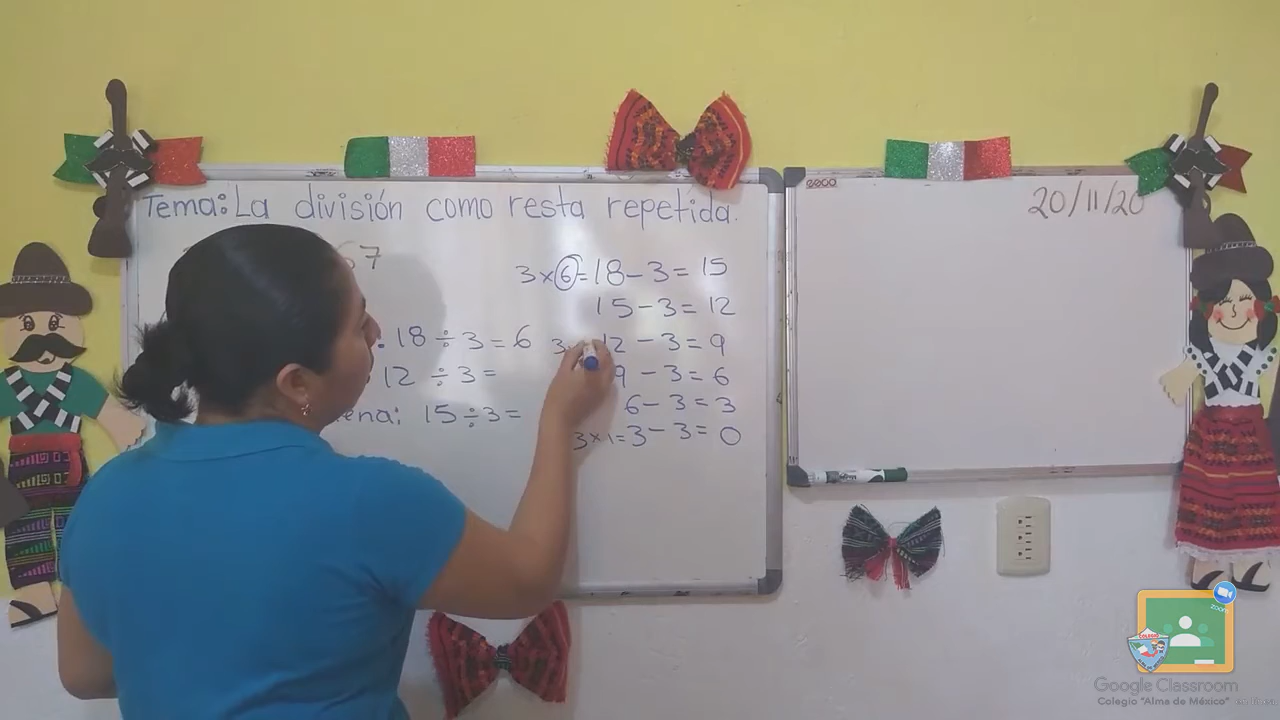 Tema: La división como resta repetida.
67
3 x 6 = 18 - 3 = 15
15 - 3 = 12
18 ÷ 3 = 6
12 - 3 = 9
12 ÷ 3 =
9 - 3 = 6
15 ÷ 3 =
6 - 3 = 3
3 x 1 = 3 - 3 = 0
20/11/20
zoom
Google Classroom
Colegio "Alma de México"